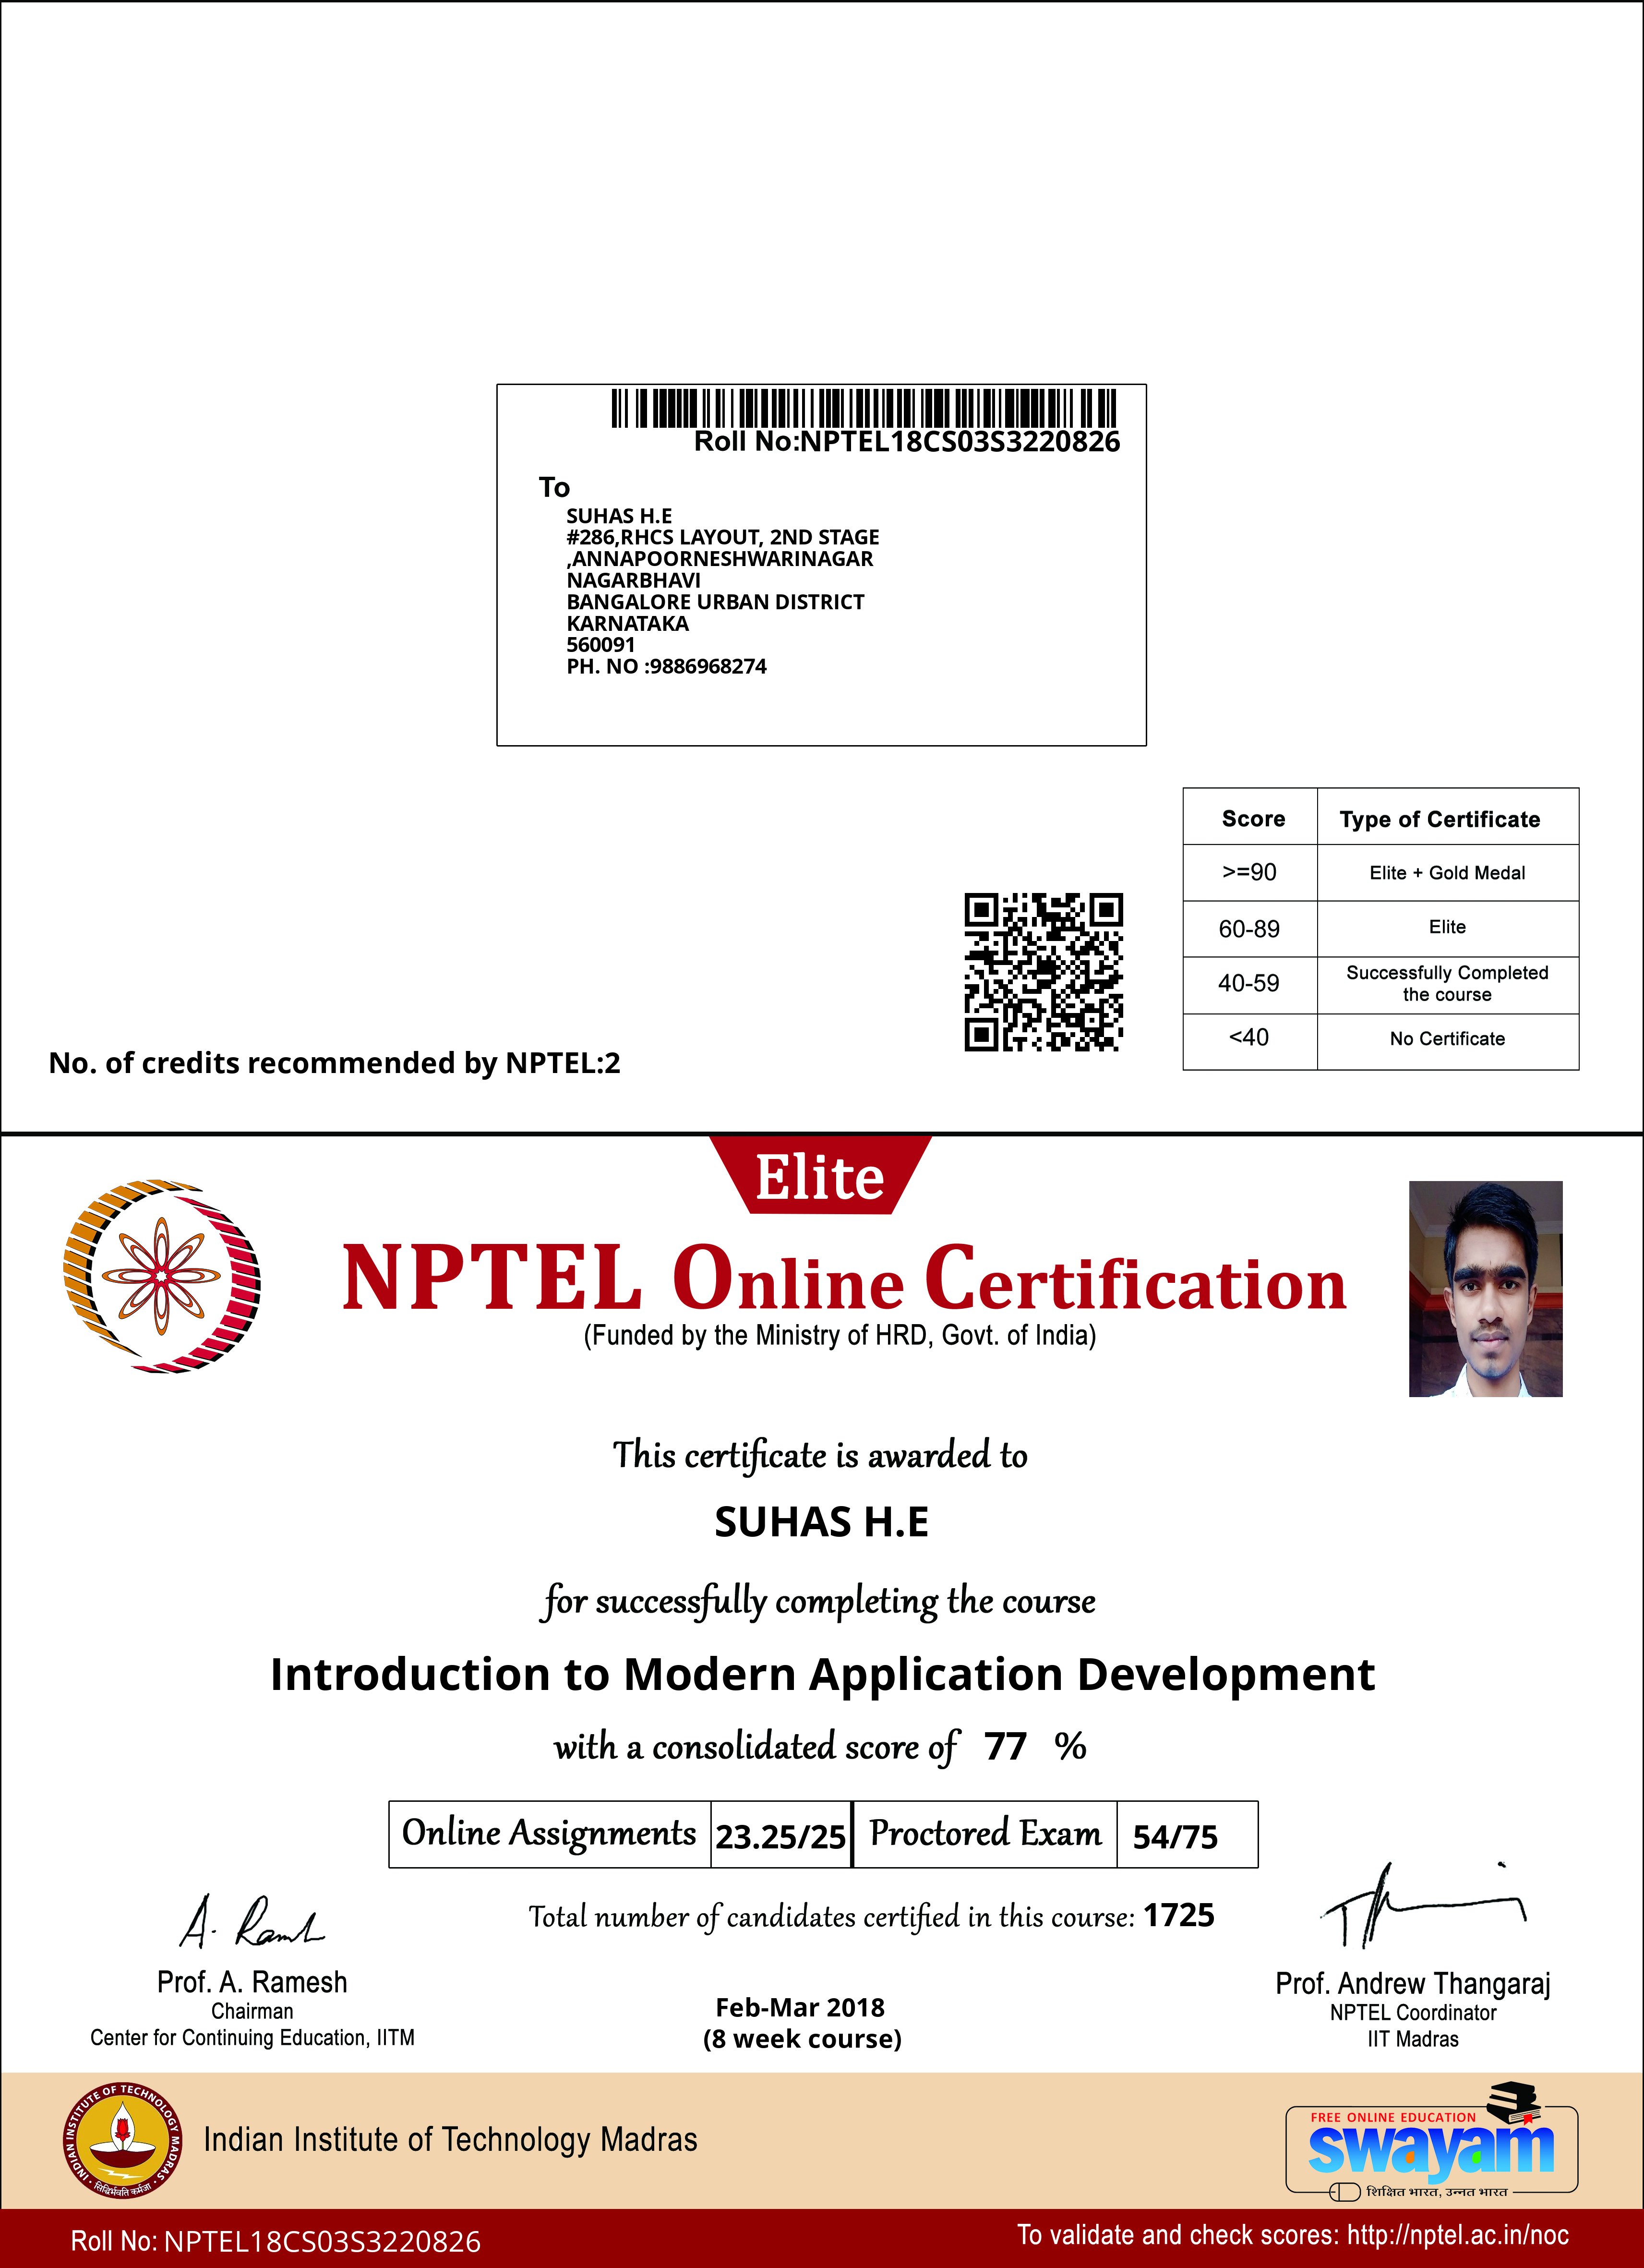 Roll No:NPTEL18CS03S3220826
To
SUHAS H.E
#286,RHCS LAYOUT, 2ND STAGE
,ANNAPOORNESHWARINAGAR
NAGARBHAVI
BANGALORE URBAN DISTRICT
KARNATAKA
560091
PH. NO :9886968274
Score Type of Certificate
>=90 Elite + Gold Medal
60-89 Elite
40-59 Successfully Completed
the course
<40 No Certificate
No. of credits recommended by NPTEL:2
Elite
NPTEL Online Certification
(Funded by the Ministry of HRD, Govt. of India)
This certificate is awarded to
SUHAS H.E
for successfully completing the course
Introduction to Modern Application Development
with a consolidated score of 77 %
Online Assignments 23.25/25 Proctored Exam 54/75
Total number of candidates certified in this course: 1725
A. Ramesh
Prof. A. Ramesh
Chairman
Center for Continuing Education, IITM
Feb-Mar 2018
(8 week course)
Prof. Andrew Thangaraj
NPTEL Coordinator
IIT Madras
INDIAN INSTITUTE OF TECHNOLOGY MADRAS
सिद्धिर्भवति कर्मजा
Indian Institute of Technology Madras
FREE ONLINE EDUCATION
swayam
शिक्षित भारत, उन्नत भारत
Roll No: NPTEL18CS03S3220826
To validate and check scores: http://nptel.ac.in/noc